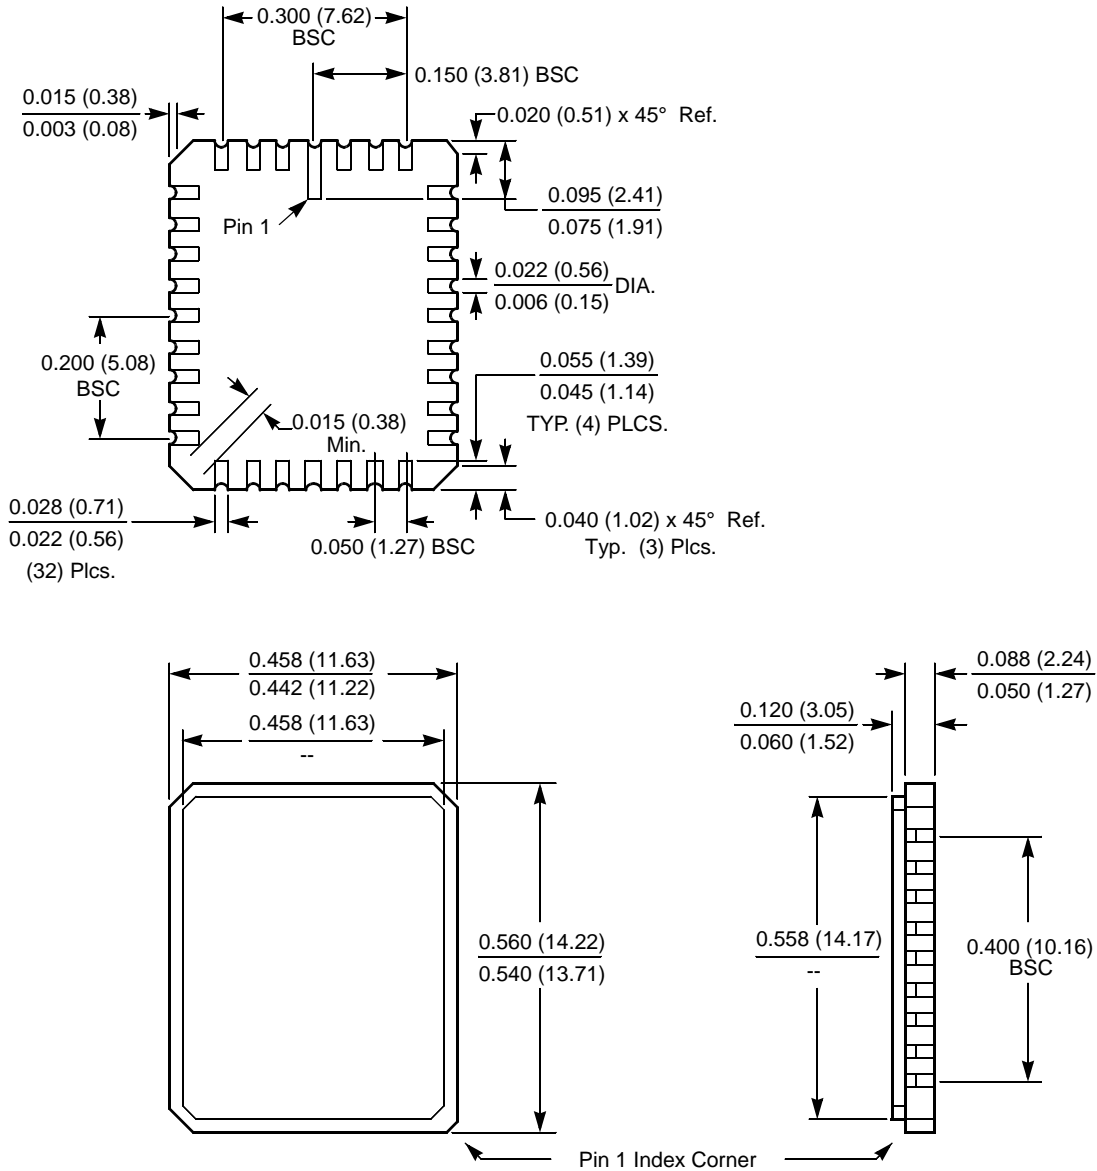 0.300 (7.62)
BSC
0.150 (3.81) BSC
0.015 (0.38)
0.003 (0.08)
0.020 (0.51) x 45° Ref.
0.095 (2.41)
0.075 (1.91)
Pin 1
0.022 (0.56)
0.006 (0.15)
DIA.
0.200 (5.08)
BSC
0.055 (1.39)
0.045 (1.14)
TYP. (4) PLCS.
0.015 (0.38)
Min.
0.028 (0.71)
0.022 (0.56)
(32) Plcs.
0.050 (1.27) BSC
0.040 (1.02) x 45° Ref.
Typ. (3) Plcs.
0.458 (11.63)
0.442 (11.22)
0.458 (11.63)
--
0.088 (2.24)
0.050 (1.27)
0.120 (3.05)
0.060 (1.52)
0.560 (14.22)
0.540 (13.71)
0.558 (14.17)
--
0.400 (10.16)
BSC
Pin 1 Index Corner